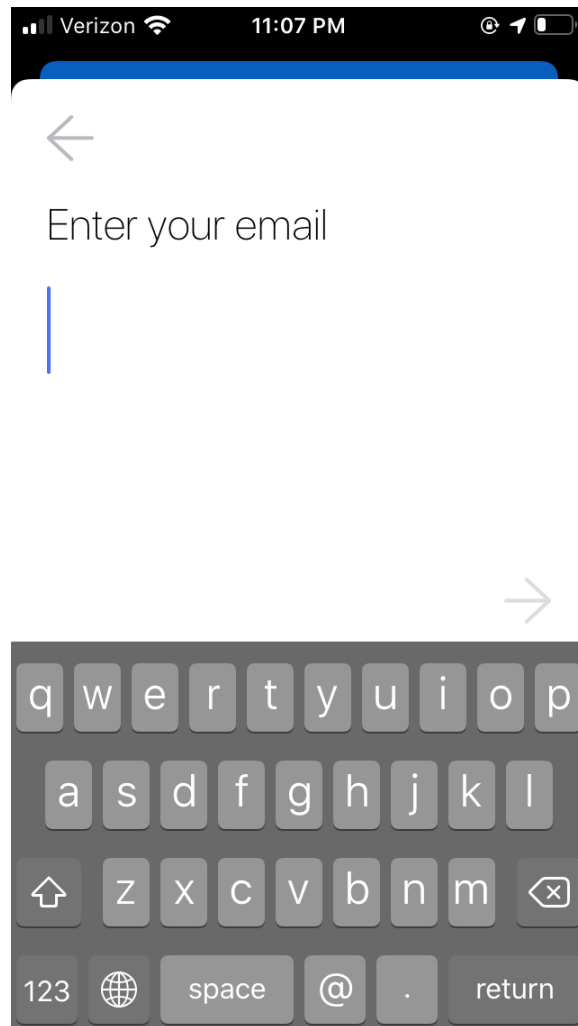 Verizon 11:07 PM
Enter your email
q w e r t y u i o p
a s d f g h j k l
z x c v b n m
123 space @ . return